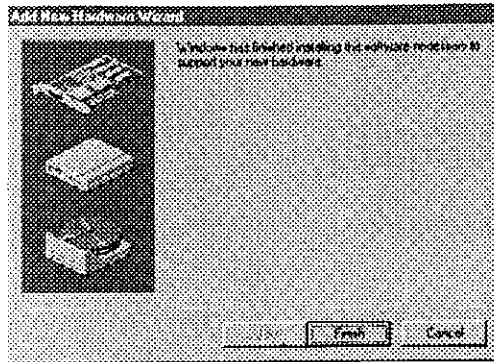 Add New Hardware Wizard
Windows has finished installing the software necessary to
support your new hardware.
Finish
Cancel